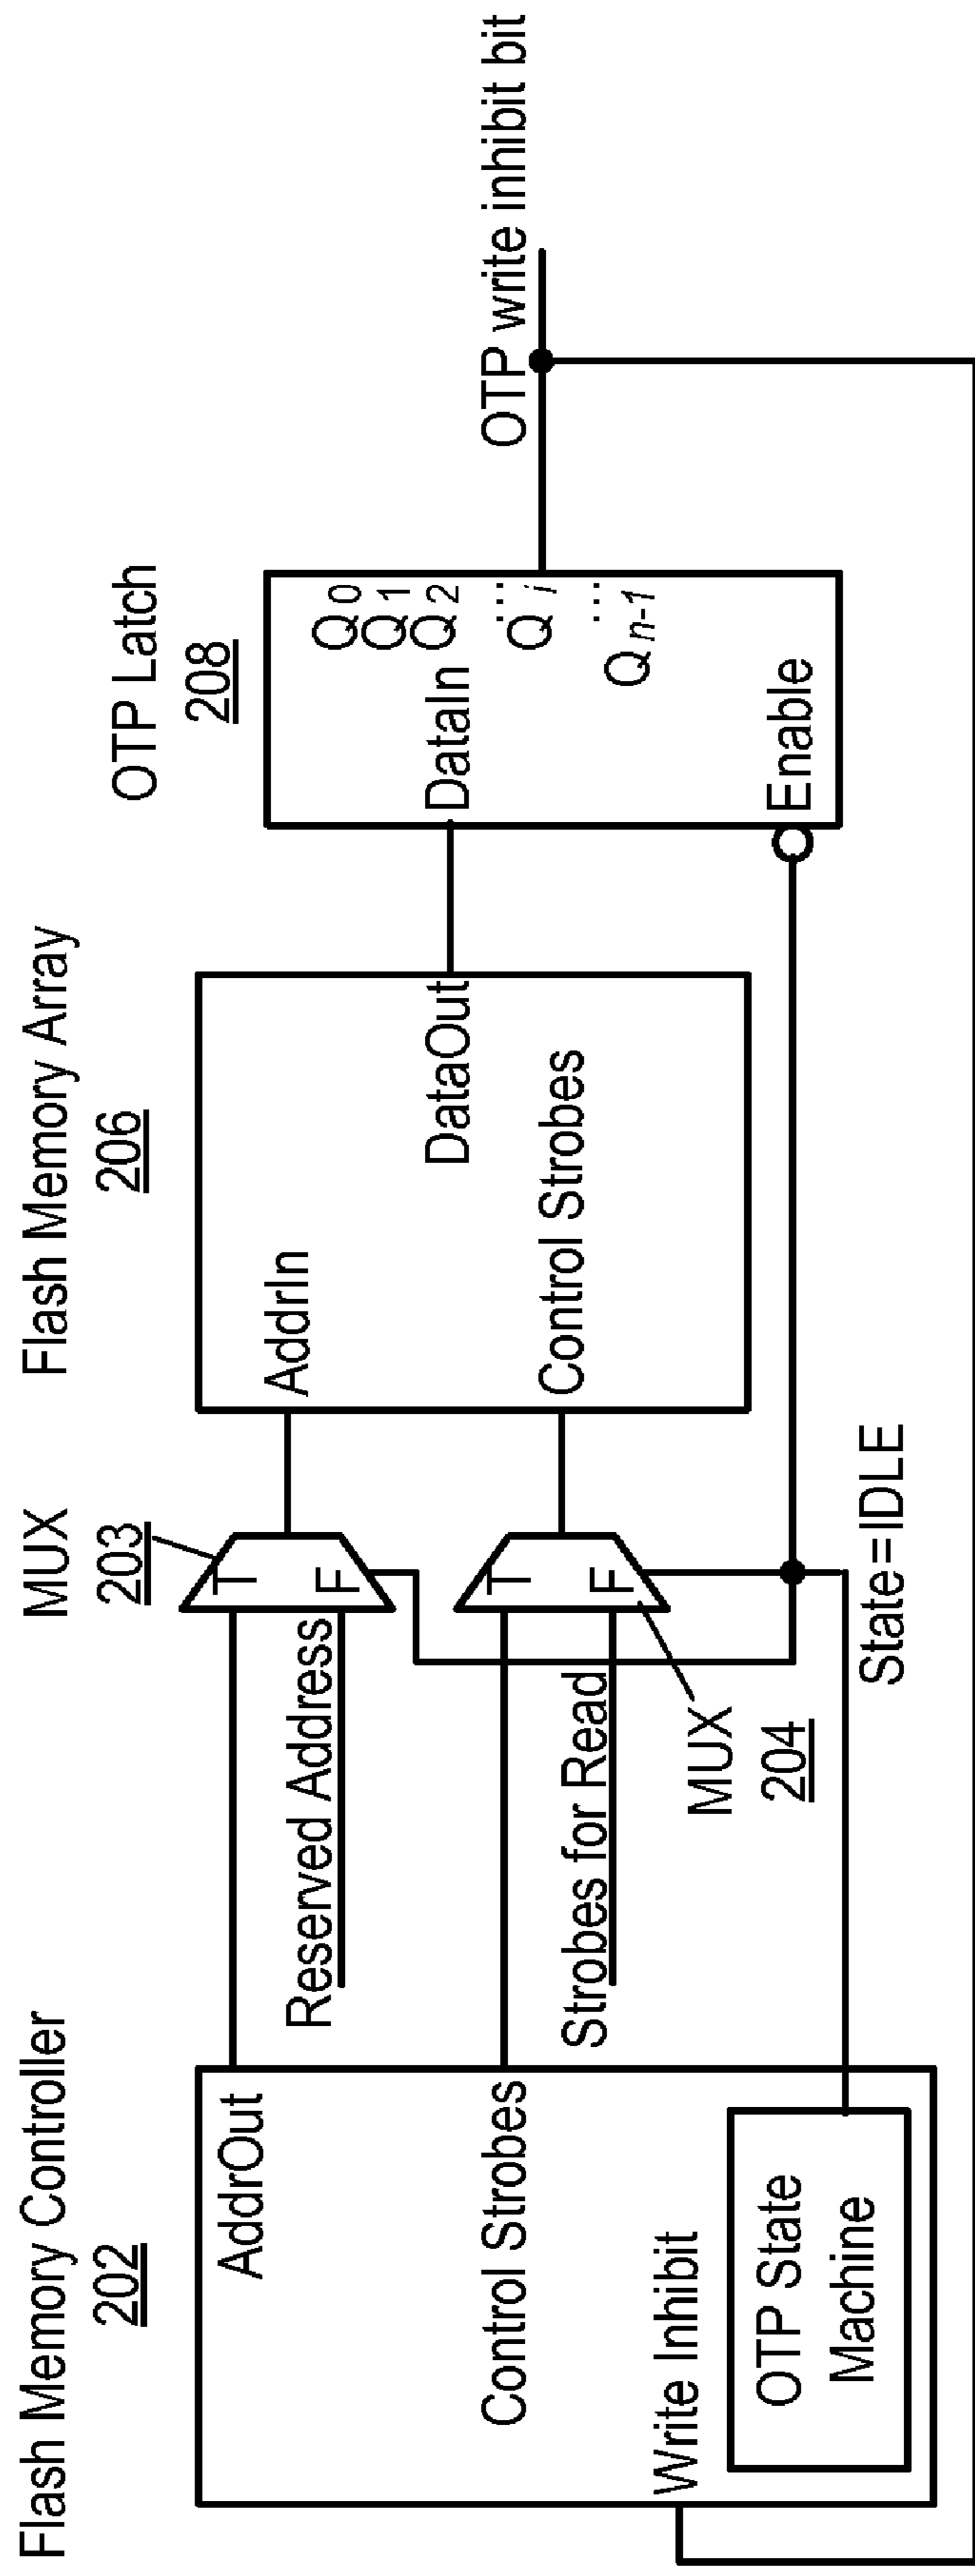 Flash Memory Controller
202
AddrOut
Control Strobes
Write Inhibit
OTP State
Machine
Reserved Address
Strobes for Read
MUX
203
T
F
T
F
MUX
204
State=IDLE
Flash Memory Array
206
AddrIn
DataOut
Control Strobes
OTP Latch
208
DataIn
Enable
Q0
Q1
Q2
...
Qi
...
Qn-1
OTP write inhibit bit